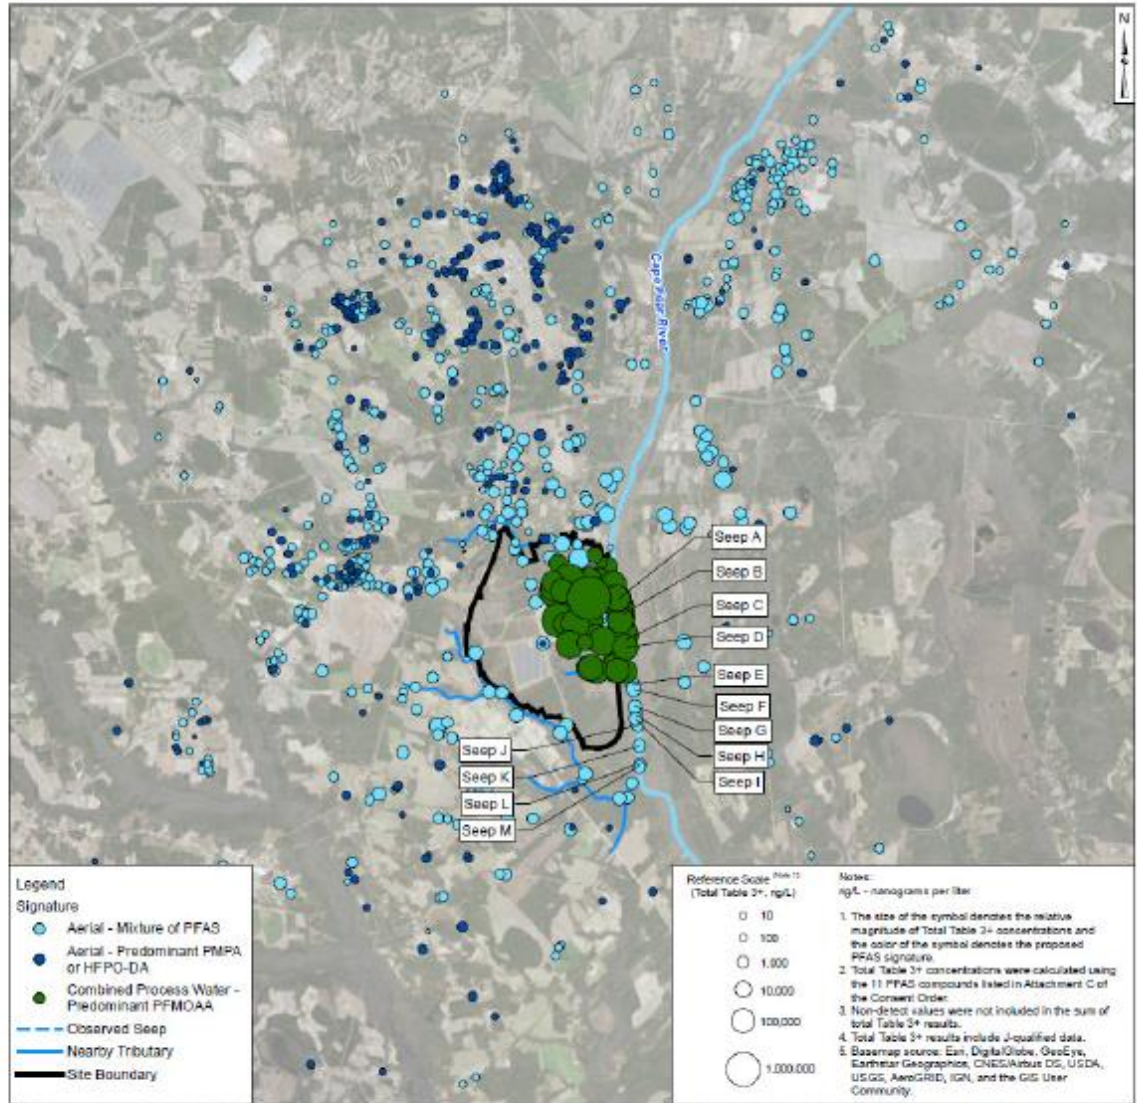 N
Cape Fear River
Seep A
Seep B
Seep C
Seep D
Seep E
Seep F
Seep G
Seep H
Seep I
Seep J
Seep K
Seep L
Seep M
Legend
Signature
Aerial - Mixture of PFAS
Aerial - Predominant PMPA
or HFPO-DA
Combined Process Water -
Predominant PFMOAA
Observed Seep
Nearby Tributary
Site Boundary
Reference Scale
(Total Table 3+, ng/L)
10
100
1,000
10,000
100,000
1,000,000
Notes:
ng/L - nanograms per liter
1. The size of the symbol denotes the relative
magnitude of Total Table 3+ concentrations and
the color of the symbol denotes the proposed
PFAS signature.
2. Total Table 3+ concentrations were calculated using
the 11 PFAS compounds listed in Attachment C of
the Consent Order.
3. Non-detect values were not included in the sum of
total Table 3+ results.
4. Total Table 3+ results include J-qualified data.
5. Basemap source: Esri, DigitalGlobe, GeoEye,
Earthstar Geographics, CNES/Airbus DS, USDA,
USGS, AeroGRID, IGN, and the GIS User
Community.